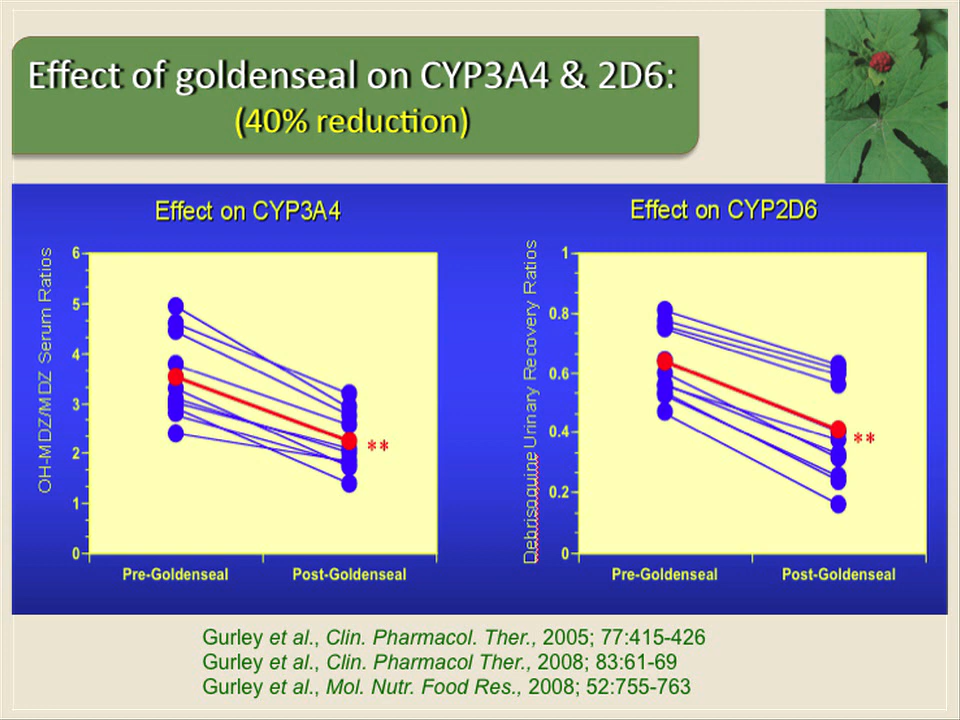 Effect of goldenseal on CYP3A4 & 2D6:
(40% reduction)
Effect on CYP3A4
OH-MDZ/MDZ Serum Ratios
6
5
4
3
2
1
0
**
Pre-Goldenseal
Post-Goldenseal
Effect on CYP2D6
Debrisoquine Urinary Recovery Ratios
1
0.8
0.6
0.4
0.2
0
**
Pre-Goldenseal
Post-Goldenseal
Gurley et al., Clin. Pharmacol. Ther., 2005; 77:415-426
Gurley et al., Clin. Pharmacol Ther., 2008; 83:61-69
Gurley et al., Mol. Nutr. Food Res., 2008; 52:755-763